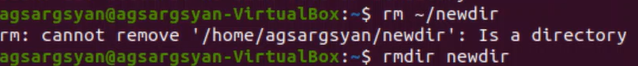 agsargsyan@agsargsyan-VirtualBox:~$ rm ~/newdir
rm: cannot remove '/home/agsargsyan/newdir': Is a directory
agsargsyan@agsargsyan-VirtualBox:~$ rmdir newdir